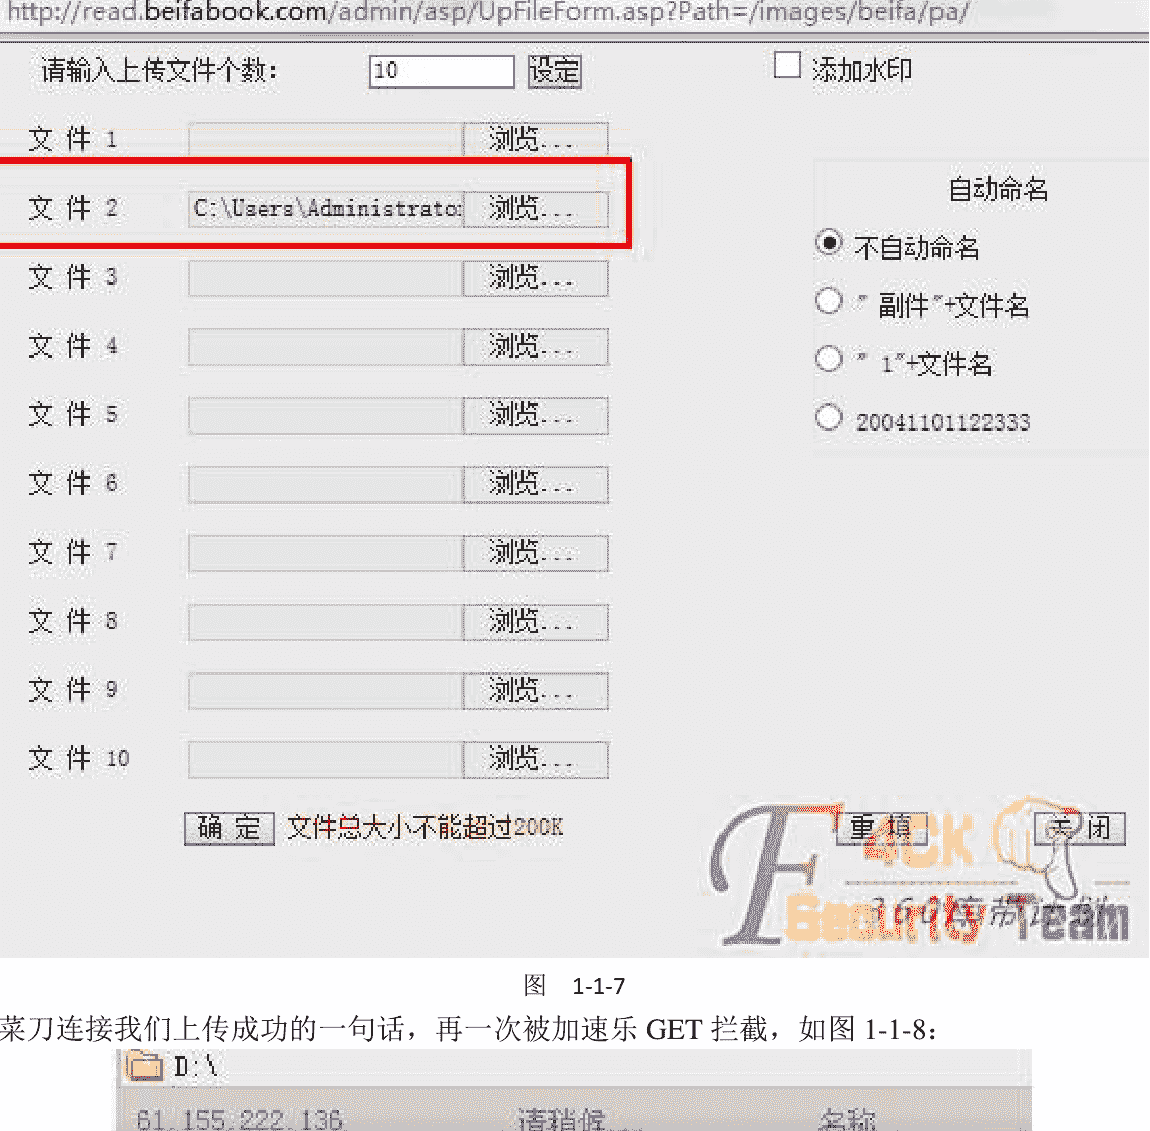 http://read.beifabook.com/admin/asp/UpFileForm.asp?Path=/images/beifa/pa/
请输入上传文件个数： 10 设定 添加水印
文 件 1 浏览...
自动命名
文 件 2 C:\Users\Administrato 浏览...
不自动命名
文 件 3 浏览...
" 副件"+文件名
文 件 4 浏览...
" 1"+文件名
文 件 5 浏览...
20041101122333
文 件 6 浏览...
文 件 7 浏览...
文 件 8 浏览...
文 件 9 浏览...
文 件 10 浏览...
确 定 文件总大小不能超过200K 重 填 关 闭
F4CK
Security Team
图 1-1-7
菜刀连接我们上传成功的一句话，再一次被加速乐 GET 拦截，如图 1-1-8：
D:\
61.155.222.136 请稍候... 名称